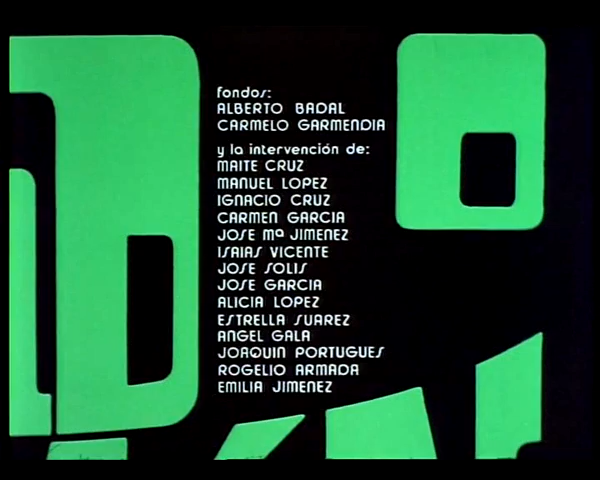 fondos:
ALBERTO BADAL
CARMELO GARMENDIA
y la intervención de:
MAITE CRUZ
MANUEL LOPEZ
IGNACIO CRUZ
CARMEN GARCIA
JOSE Mª JIMENEZ
ISAIAS VICENTE
JOSE SOLIS
JOSE GARCIA
ALICIA LOPEZ
ESTRELLA SUAREZ
ANGEL GALA
JOAQUIN PORTUGUES
ROGELIO ARMADA
EMILIA JIMENEZ